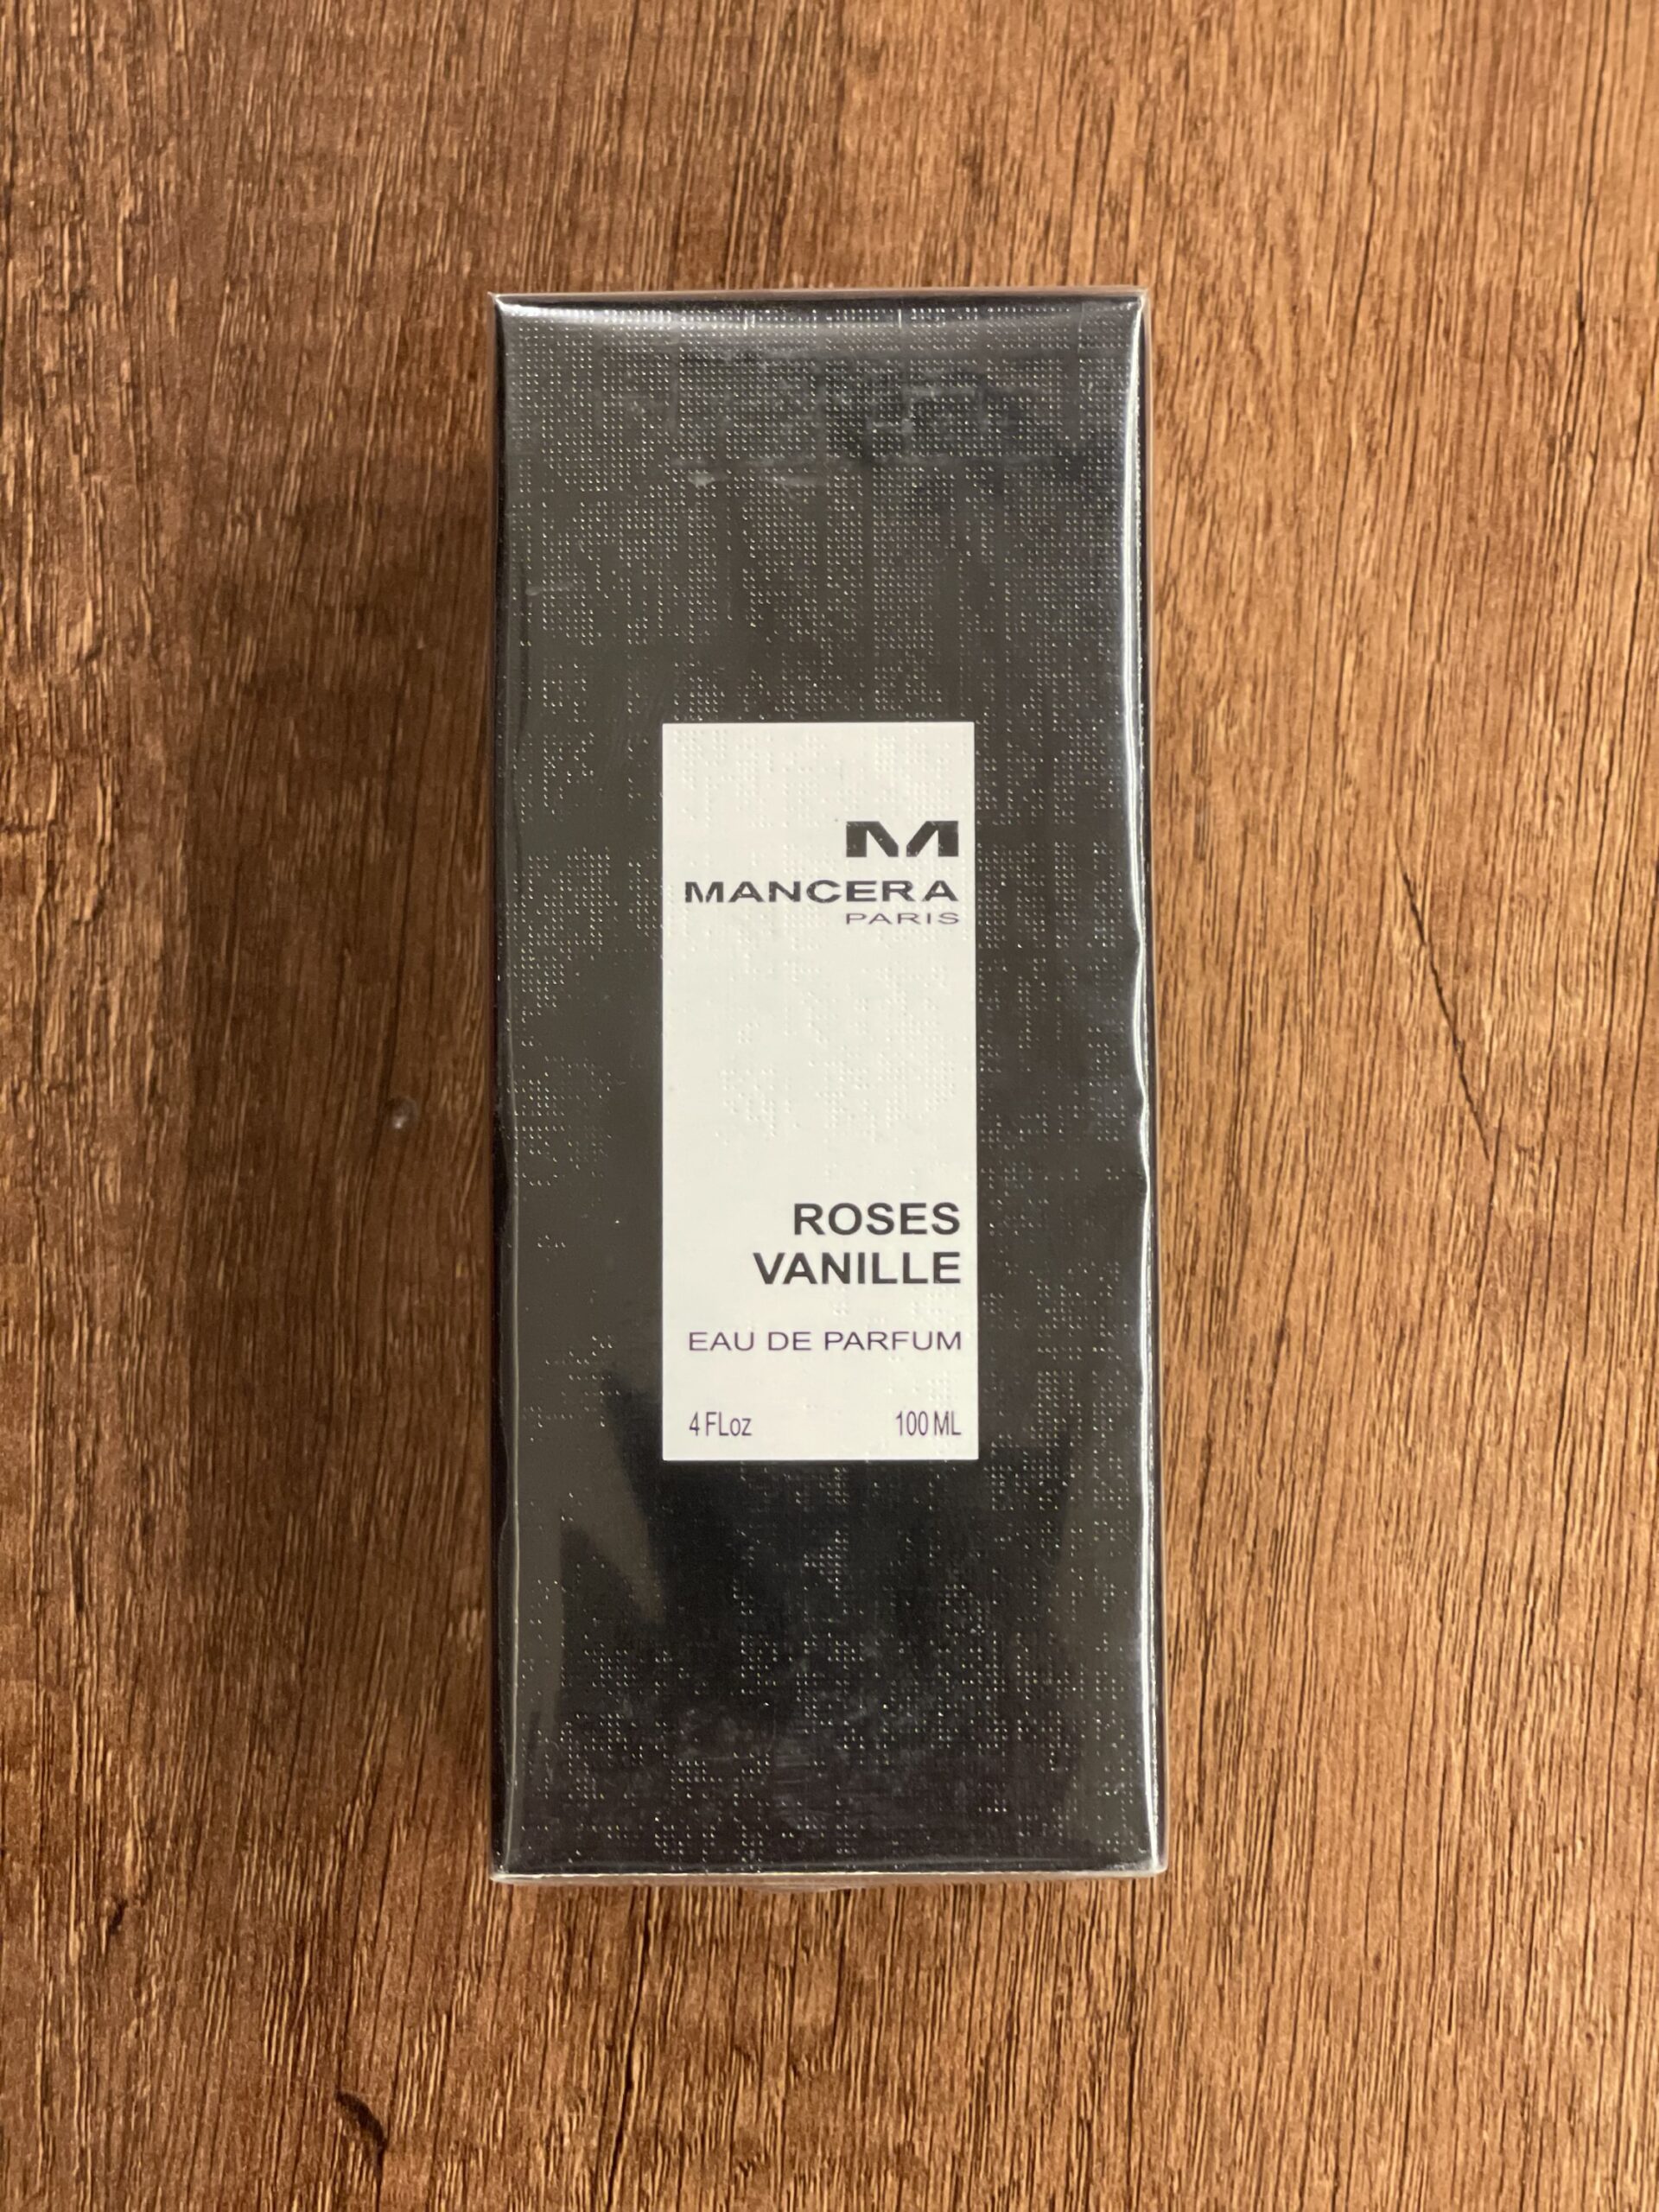 M
MANCERA
PARIS
ROSES
VANILLE
EAU DE PARFUM
4 FLoz 100 ML